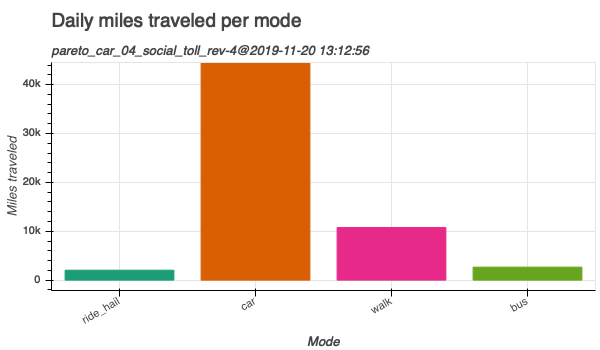 Daily miles traveled per mode
pareto_car_04_social_toll_rev-4@2019-11-20 13:12:56
Miles traveled
40k
30k
20k
10k
0
ride_hail
car
walk
bus
Mode